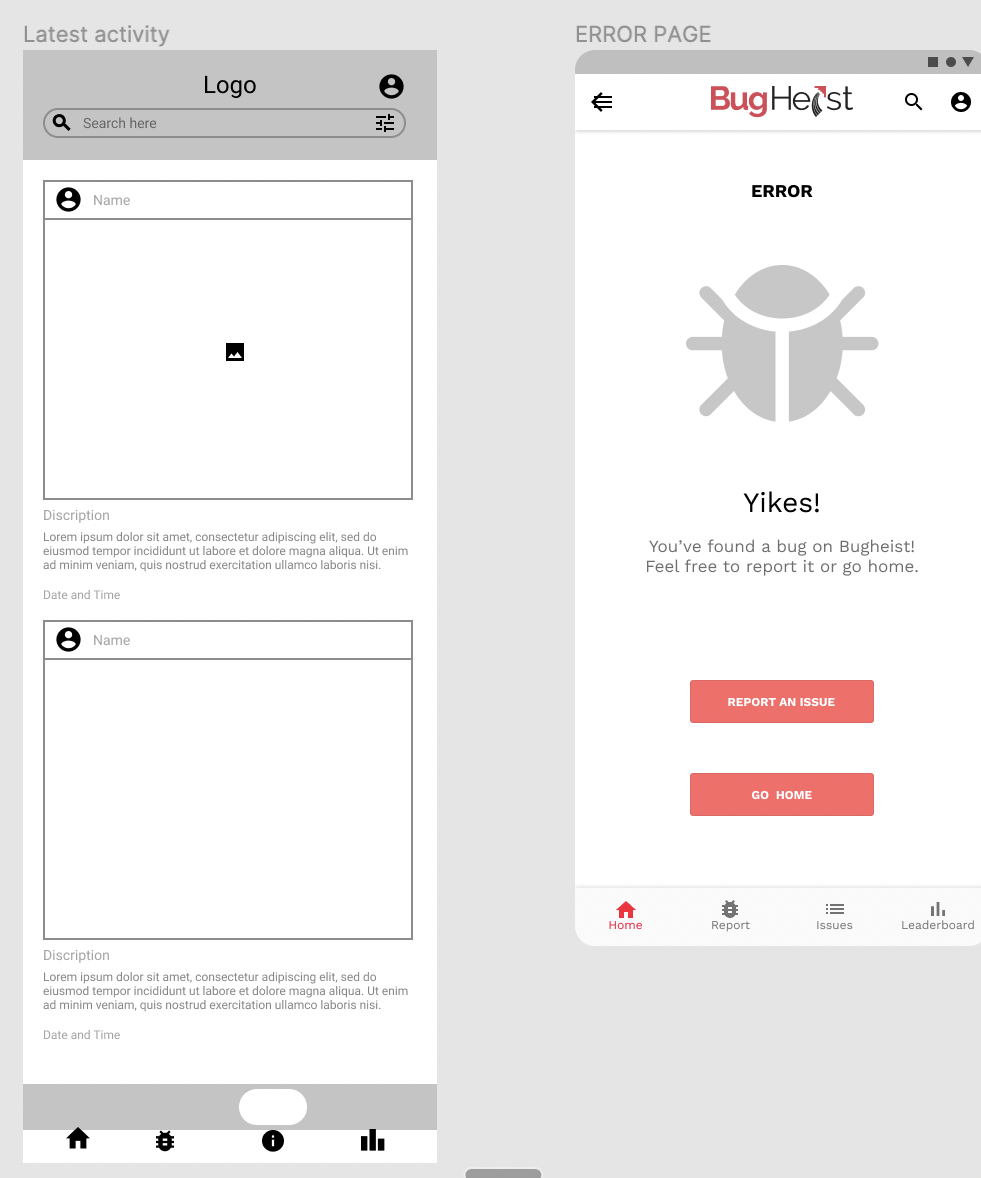 Latest activity
Logo
Search here
Name
Discription
Lorem ipsum dolor sit amet, consectetur adipiscing elit, sed do
eiusmod tempor incididunt ut labore et dolore magna aliqua. Ut enim
ad minim veniam, quis nostrud exercitation ullamco laboris nisi.
Date and Time
Name
Discription
Lorem ipsum dolor sit amet, consectetur adipiscing elit, sed do
eiusmod tempor incididunt ut labore et dolore magna aliqua. Ut enim
ad minim veniam, quis nostrud exercitation ullamco laboris nisi.
Date and Time
ERROR PAGE
BugHeist
ERROR
Yikes!
You’ve found a bug on Bugheist!
Feel free to report it or go home.
REPORT AN ISSUE
GO HOME
Home
Report
Issues
Leaderboard